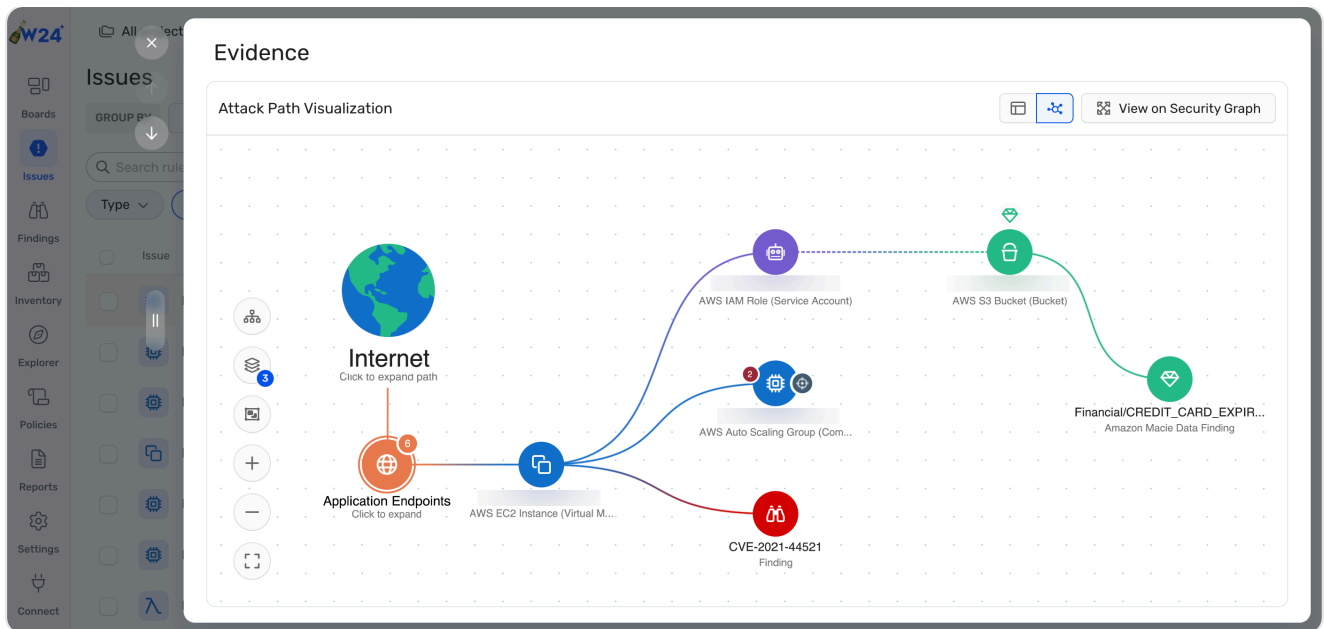 W24
All
ject
Issues
Boards
GROUP BY
Issues
Search rule
Type
Findings
Issue
Inventory
Explorer
Policies
Reports
Settings
Connect
Evidence
Attack Path Visualization
View on Security Graph
3
Internet
Click to expand path
6
Application Endpoints
Click to expand
AWS EC2 Instance (Virtual M...
AWS IAM Role (Service Account)
AWS S3 Bucket (Bucket)
2
AWS Auto Scaling Group (Com...
Financial/CREDIT_CARD_EXPIR...
Amazon Macie Data Finding
CVE-2021-44521
Finding